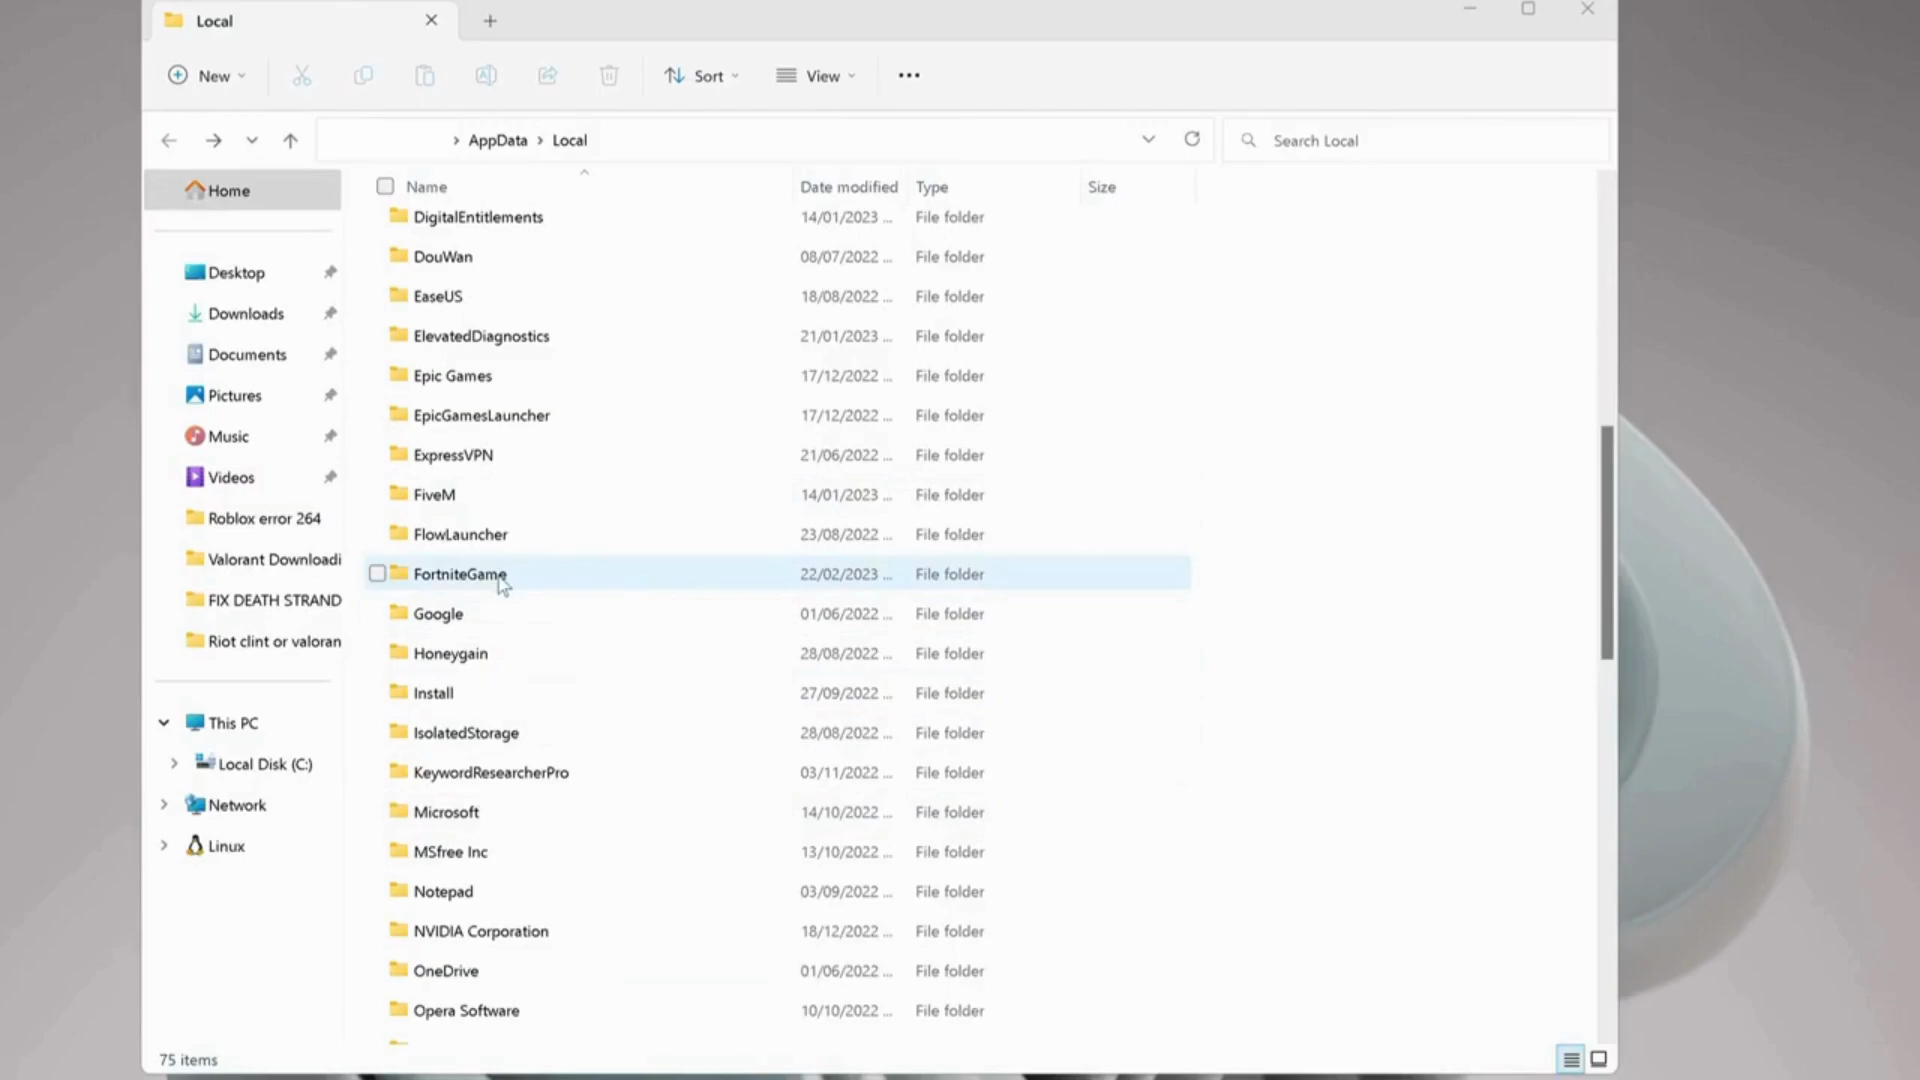 Local
New
Sort
View
AppData
Local
Search Local
Name
Date modified
Type
Size
Home
Desktop
Downloads
Documents
Pictures
Music
Videos
Roblox error 264
Valorant Downloadi
FIX DEATH STRAND
Riot clint or valoran
This PC
Local Disk (C:)
Network
Linux
DigitalEntitlements 14/01/2023 ... File folder
DouWan 08/07/2022 ... File folder
EaseUS 18/08/2022 ... File folder
ElevatedDiagnostics 21/01/2023 ... File folder
Epic Games 17/12/2022 ... File folder
EpicGamesLauncher 17/12/2022 ... File folder
ExpressVPN 21/06/2022 ... File folder
FiveM 14/01/2023 ... File folder
FlowLauncher 23/08/2022 ... File folder
FortniteGame 22/02/2023 ... File folder
Google 01/06/2022 ... File folder
Honeygain 28/08/2022 ... File folder
Install 27/09/2022 ... File folder
IsolatedStorage 28/08/2022 ... File folder
KeywordResearcherPro 03/11/2022 ... File folder
Microsoft 14/10/2022 ... File folder
MSfree Inc 13/10/2022 ... File folder
Notepad 03/09/2022 ... File folder
NVIDIA Corporation 18/12/2022 ... File folder
OneDrive 01/06/2022 ... File folder
Opera Software 10/10/2022 ... File folder
75 items